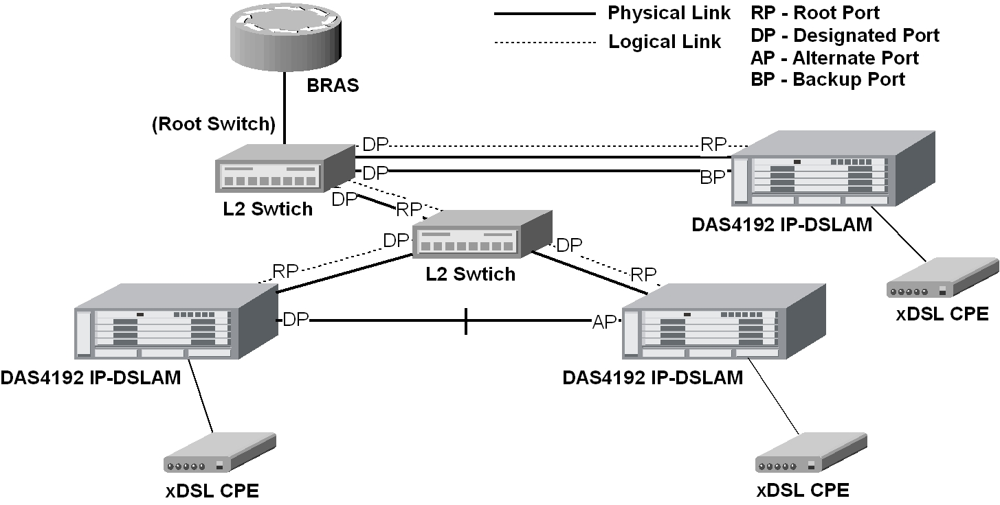 Physical Link
Logical Link
RP - Root Port
DP - Designated Port
AP - Alternate Port
BP - Backup Port
BRAS
(Root Switch)
DP
RP
DP
BP
L2 Swtich
DP
RP
DAS4192 IP-DSLAM
DP
DP
L2 Swtich
RP
RP
xDSL CPE
DP
AP
DAS4192 IP-DSLAM
DAS4192 IP-DSLAM
xDSL CPE
xDSL CPE